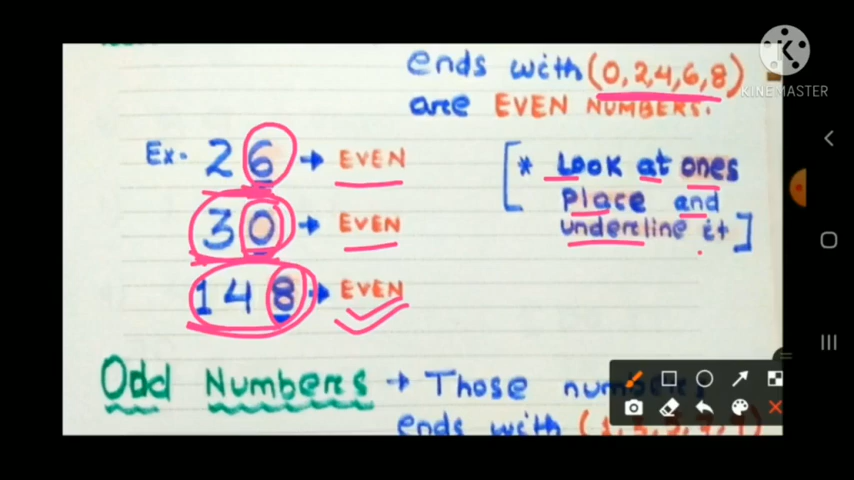 ends with (0,2,4,6,8)
are EVEN NUMBERS.
KINEMASTER
Ex- 26 → EVEN
[* Look at ones
place and
underline it]
30 → EVEN
148 → EVEN
Odd Numbers → Those numbers
ends with